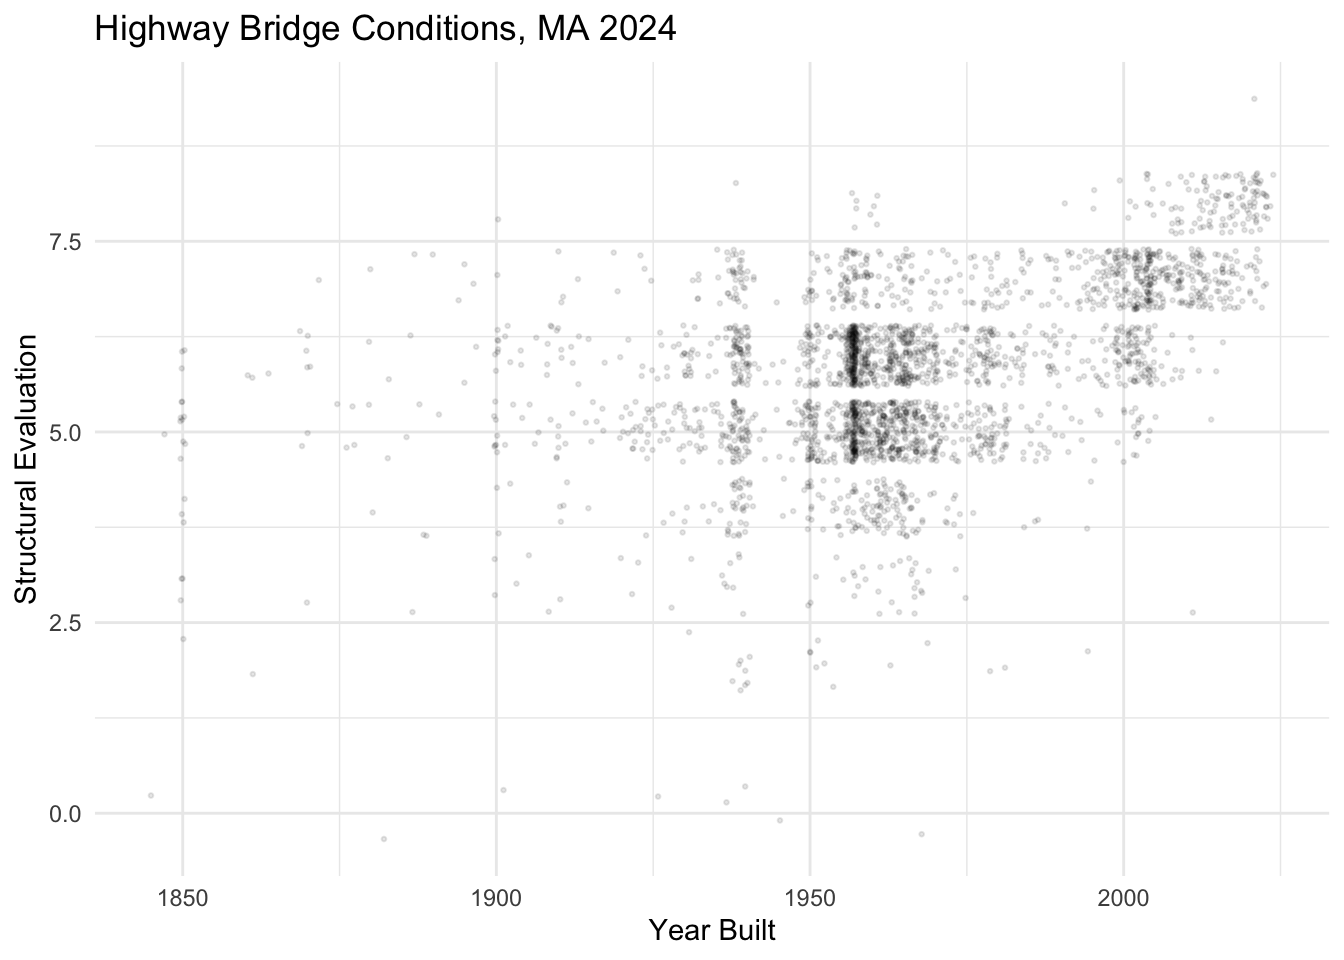 Highway Bridge Conditions, MA 2024
7.5
5.0
2.5
0.0
Structural Evaluation
1850 1900 1950 2000
Year Built